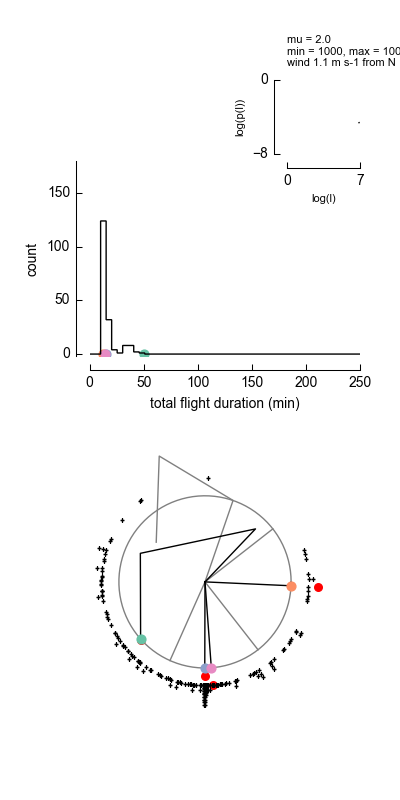 mu = 2.0
min = 1000, max = 100
wind 1.1 m s-1 from N
0
log(p(l))
−8
0 7
log(l)
150
100
count
50
0
0 50 100 150 200 250
total flight duration (min)